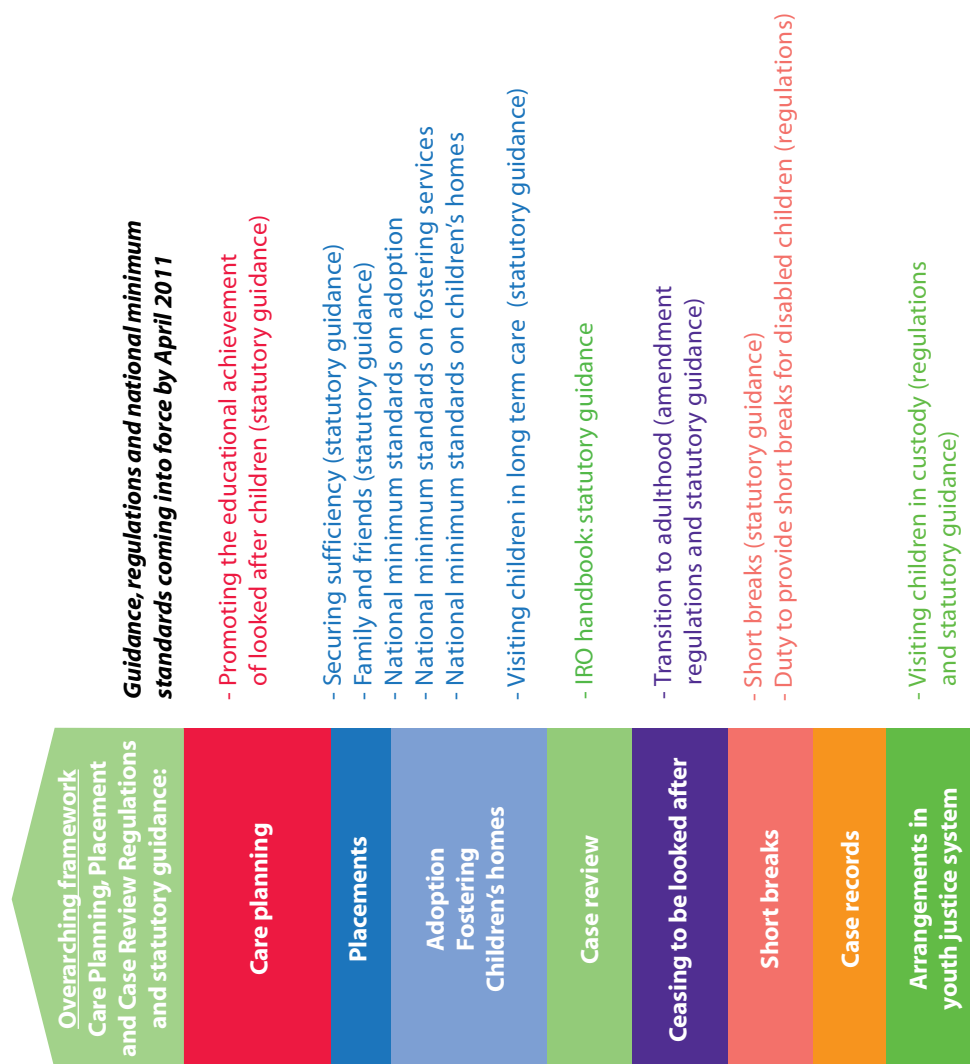 Overarching framework
Care Planning, Placement
and Case Review Regulations
and statutory guidance:
Guidance, regulations and national minimum
standards coming into force by April 2011
Care planning
- Promoting the educational achievement
of looked after children (statutory guidance)
Placements
- Securing sufficiency (statutory guidance)
- Family and friends (statutory guidance)
- National minimum standards on adoption
- National minimum standards on fostering services
- National minimum standards on children's homes
Adoption
Fostering
Children's homes
- Visiting children in long term care (statutory guidance)
Case review
- IRO handbook: statutory guidance
Ceasing to be looked after
- Transition to adulthood (amendment
regulations and statutory guidance)
Short breaks
- Short breaks (statutory guidance)
- Duty to provide short breaks for disabled children (regulations)
Case records
Arrangements in
youth justice system
- Visiting children in custody (regulations
and statutory guidance)